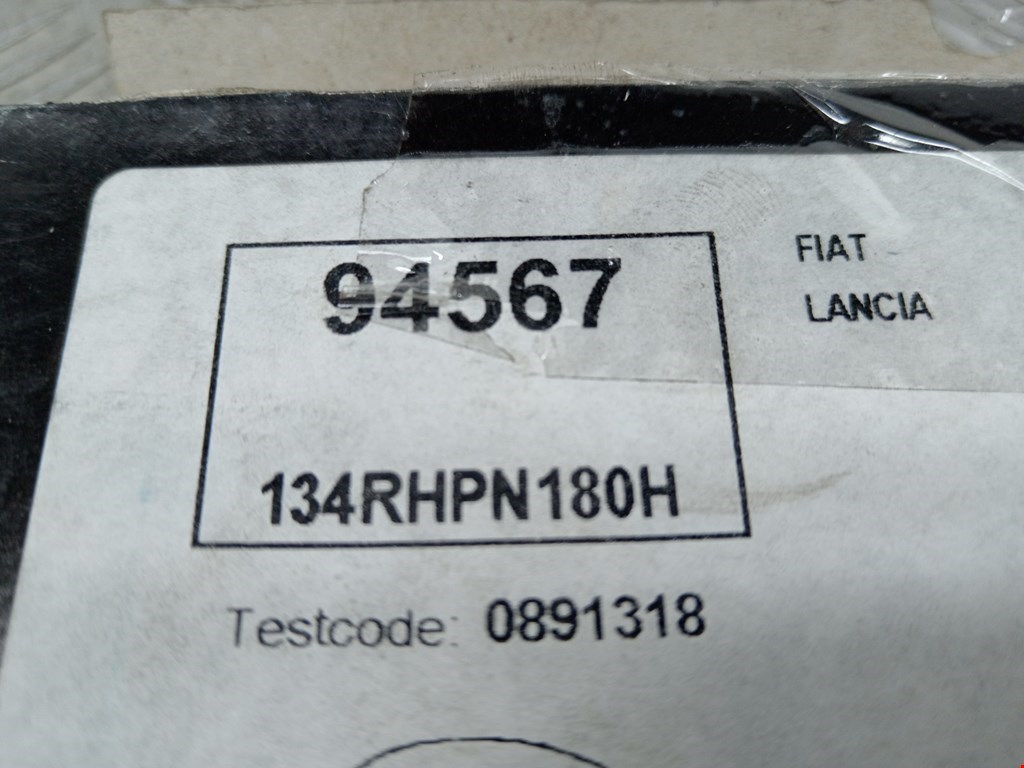 94567
FIAT
LANCIA
134RHPN180H
Testcode: 0891318